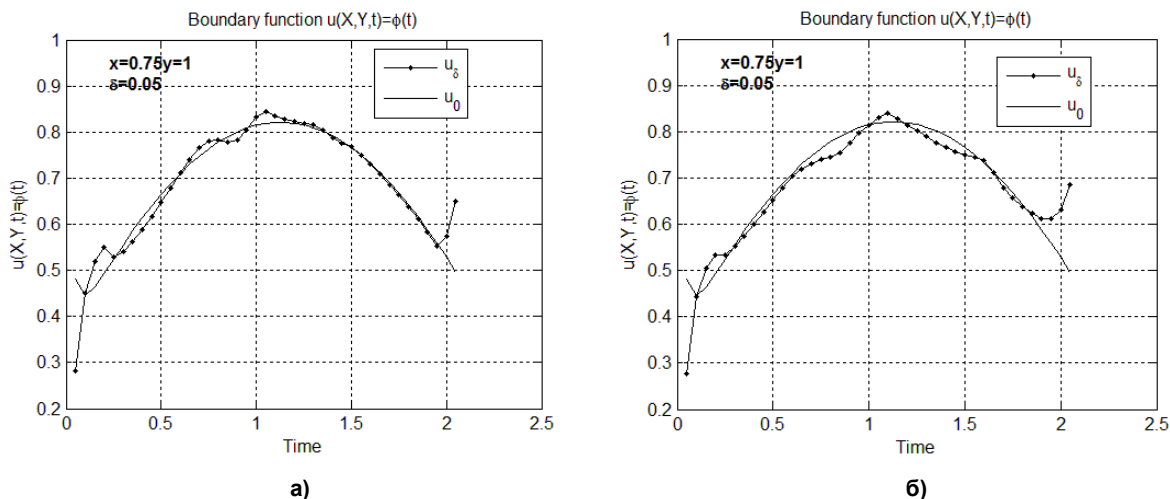 Boundary function u(X,Y,t)=ϕ(t)
1
0.9
0.8
0.7
0.6
0.5
0.4
0.3
0.2
u(X,Y,t)=ϕ(t)
x=0.75y=1
δ=0.05
u_δ
u_0
0 0.5 1 1.5 2 2.5
Time
а)
Boundary function u(X,Y,t)=ϕ(t)
1
0.9
0.8
0.7
0.6
0.5
0.4
0.3
0.2
u(X,Y,t)=ϕ(t)
x=0.75y=1
δ=0.05
u_δ
u_0
0 0.5 1 1.5 2 2.5
Time
б)